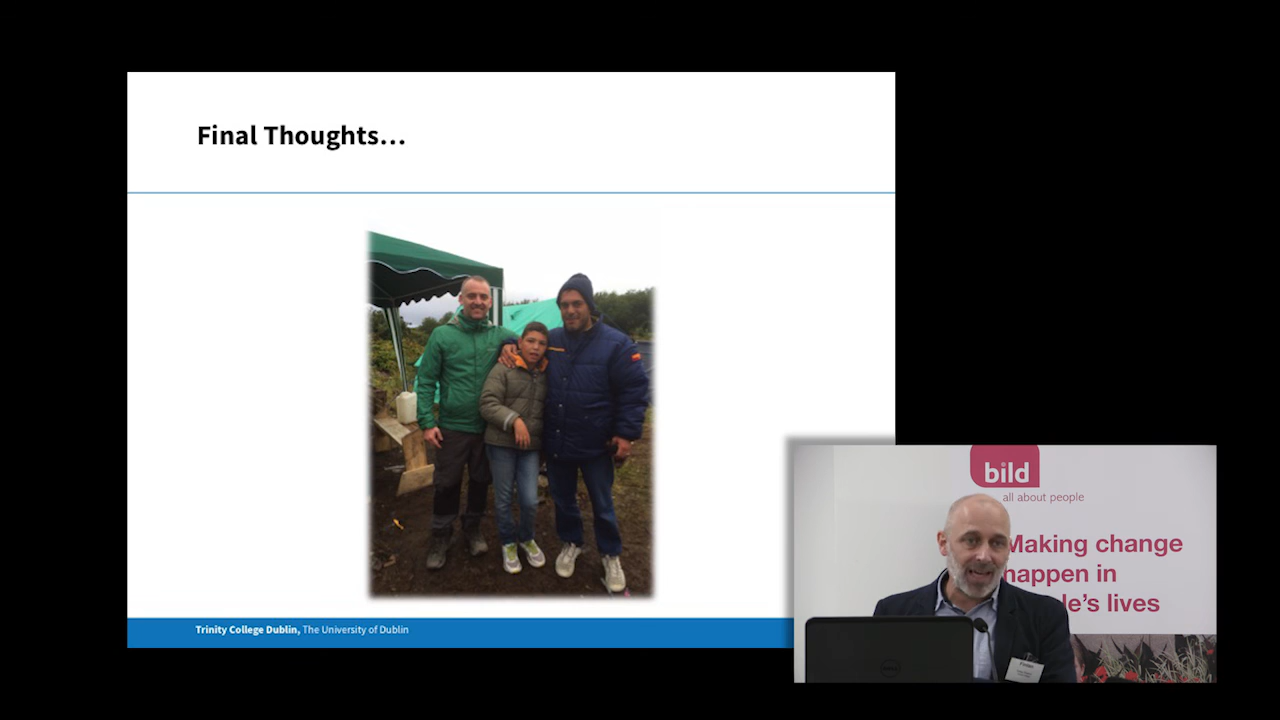 Final Thoughts...
Trinity College Dublin, The University of Dublin
bild
all about people
Making change
happen in
le's lives
DELL